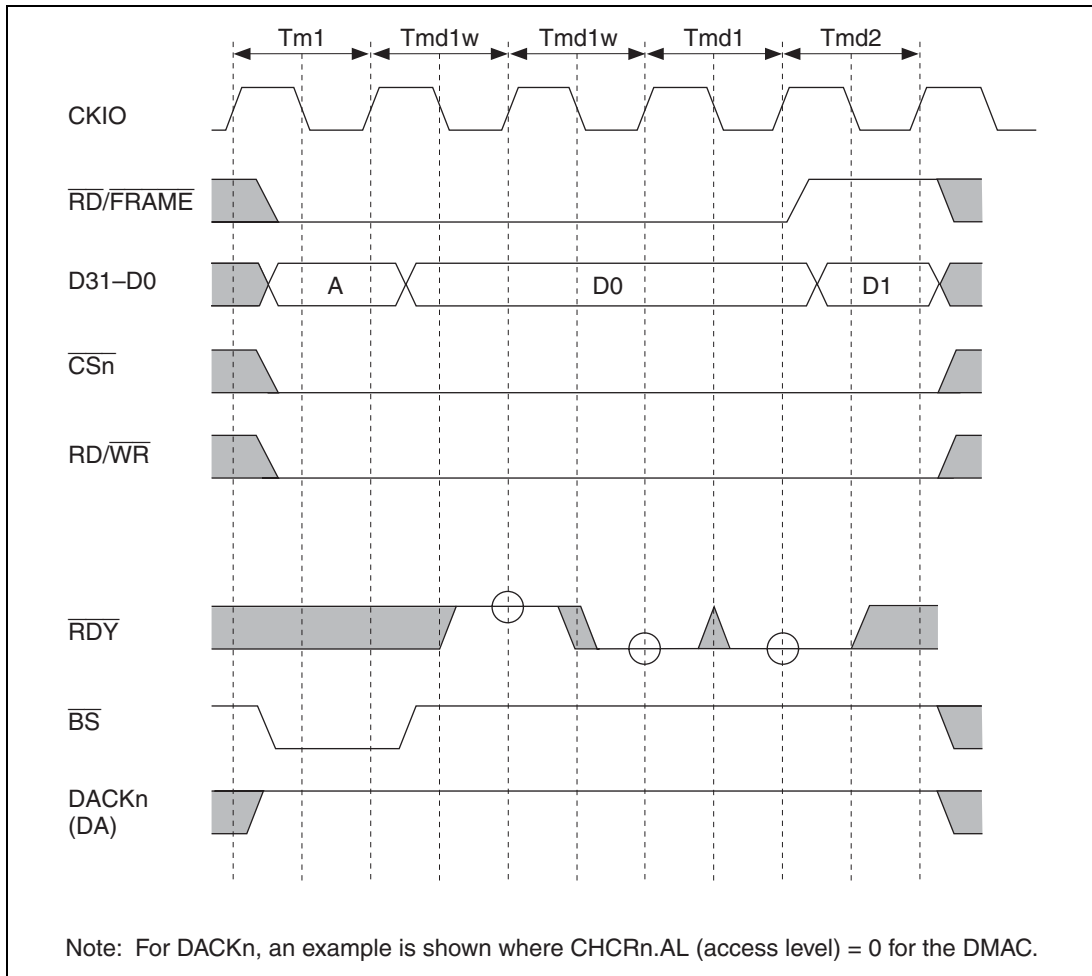 Tm1 Tmd1w Tmd1w Tmd1 Tmd2
CKIO
RD/FRAME
D31–D0 A D0 D1
CSn
RD/WR
RDY
BS
DACKn
(DA)
Note: For DACKn, an example is shown where CHCRn.AL (access level) = 0 for the DMAC.